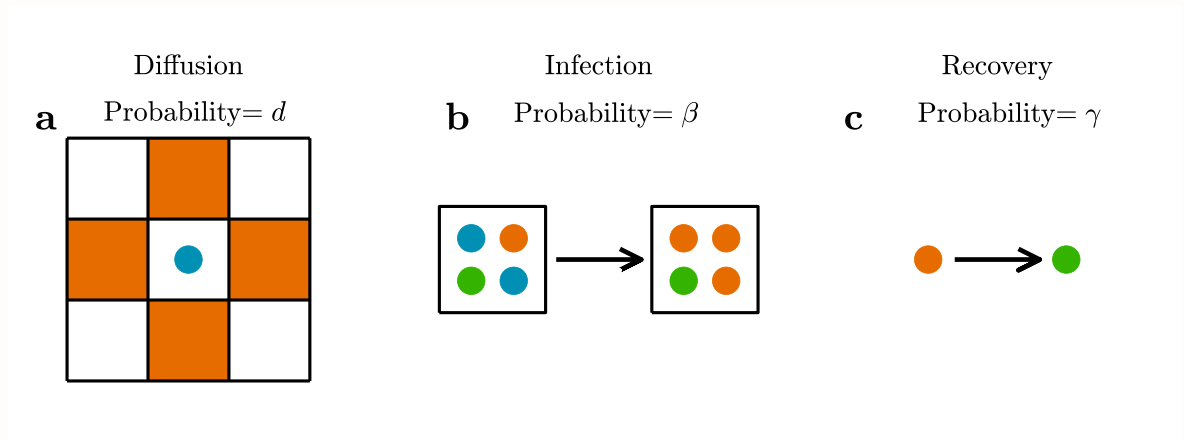 Diffusion
Probability= d
a
Infection
Probability= β
b
Recovery
Probability= γ
c